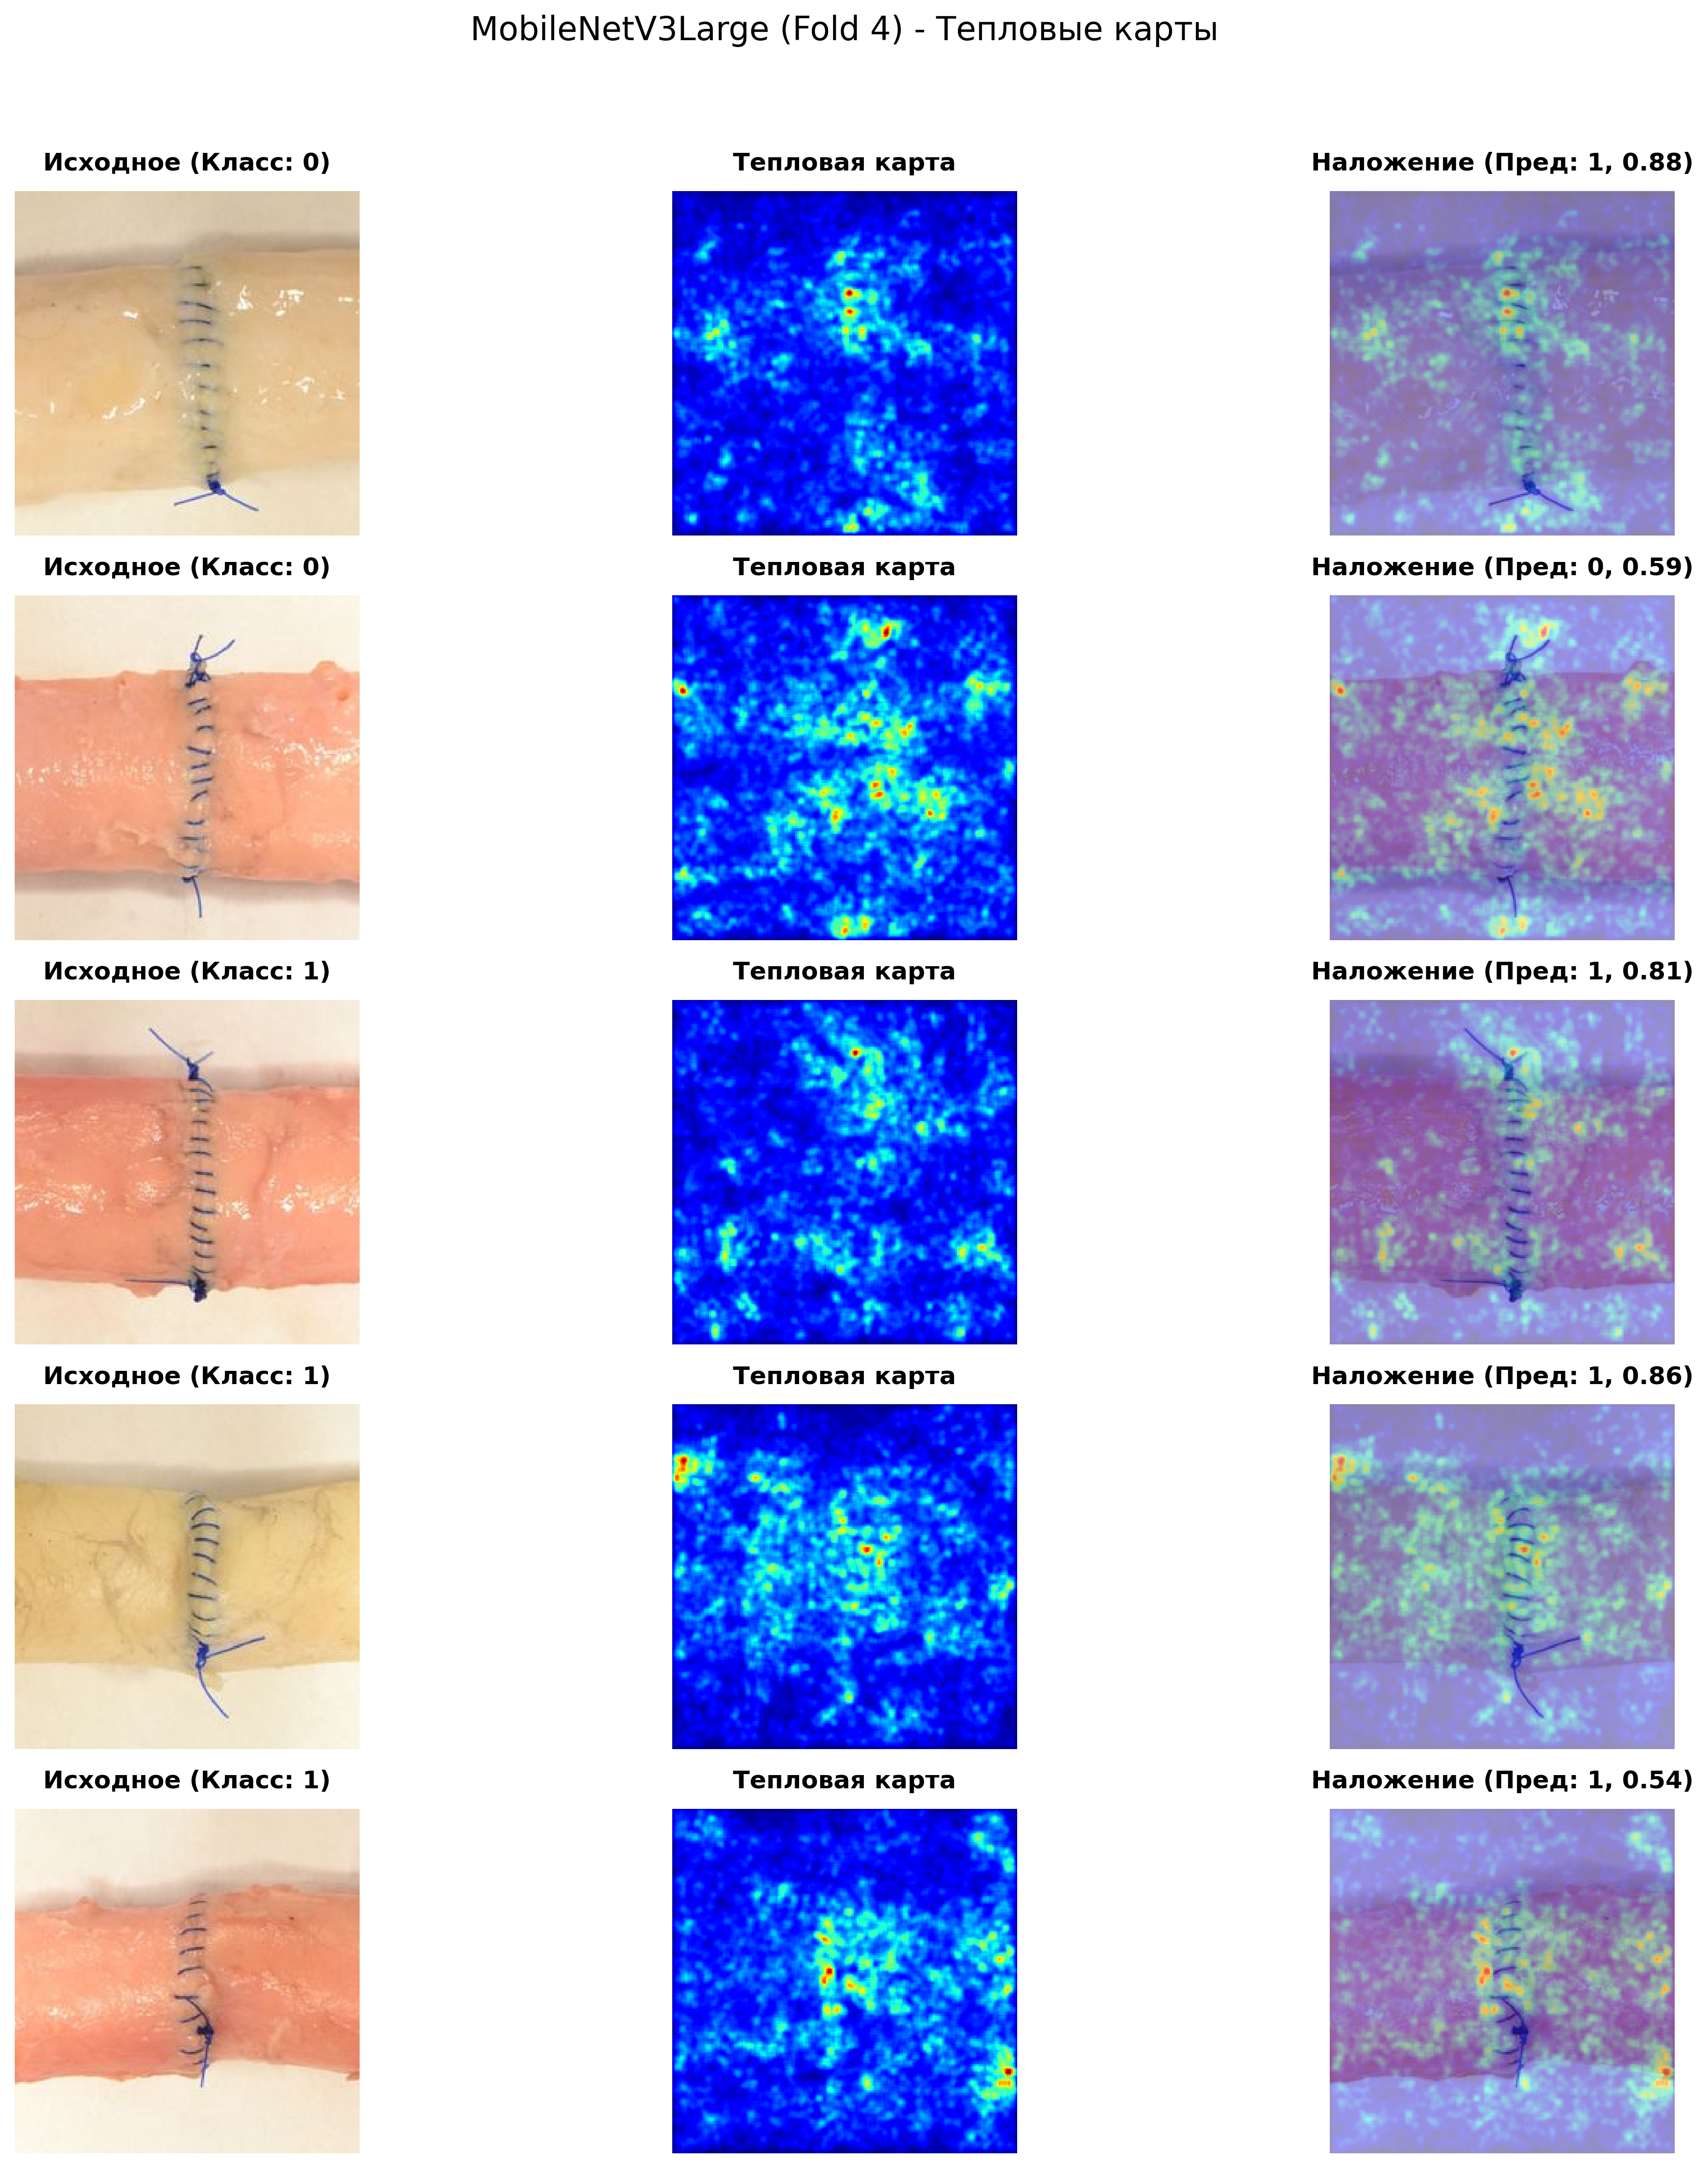 MobileNetV3Large (Fold 4) - Тепловые карты
Исходное (Класс: 0)
Тепловая карта
Наложение (Пред: 1, 0.88)
Исходное (Класс: 0)
Тепловая карта
Наложение (Пред: 0, 0.59)
Исходное (Класс: 1)
Тепловая карта
Наложение (Пред: 1, 0.81)
Исходное (Класс: 1)
Тепловая карта
Наложение (Пред: 1, 0.86)
Исходное (Класс: 1)
Тепловая карта
Наложение (Пред: 1, 0.54)